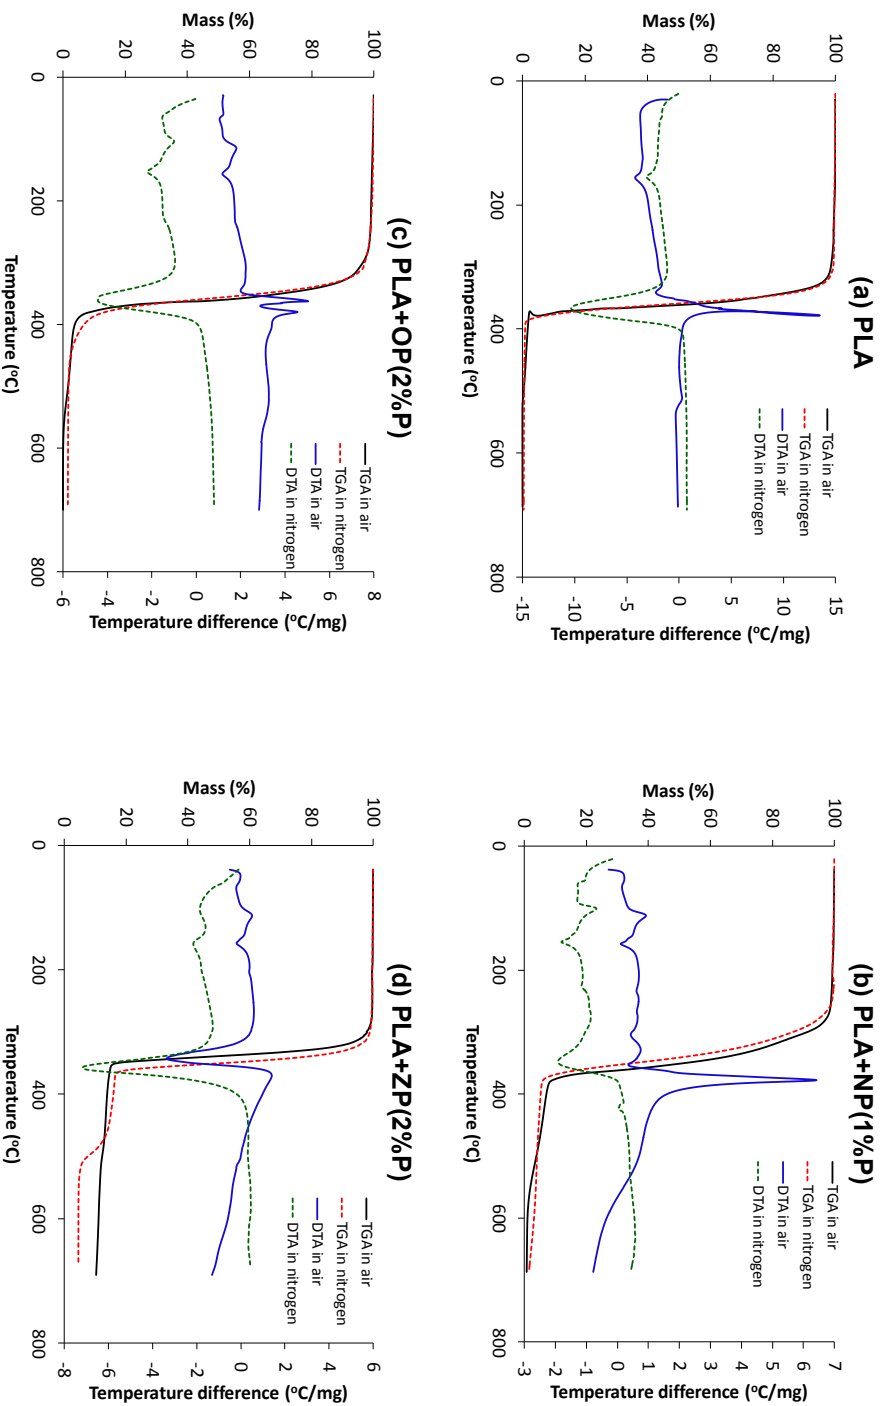 Mass (%)
100
80
60
40
20
0
0
200
400
600
800
Temperature (°C)
-15
-10
-5
0
5
10
15
Temperature difference (°C/mg)
TGA in air
TGA in nitrogen
DTA in air
DTA in nitrogen
(a) PLA
Mass (%)
100
80
60
40
20
0
0
200
400
600
800
Temperature (°C)
-3
-2
-1
0
1
2
3
4
5
6
7
Temperature difference (°C/mg)
TGA in air
TGA in nitrogen
DTA in air
DTA in nitrogen
(b) PLA+NP(1%P)
Mass (%)
100
80
60
40
20
0
0
200
400
600
800
Temperature (°C)
-6
-4
-2
0
2
4
6
8
Temperature difference (°C/mg)
TGA in air
TGA in nitrogen
DTA in air
DTA in nitrogen
(c) PLA+OP(2%P)
Mass (%)
100
80
60
40
20
0
0
200
400
600
800
Temperature (°C)
-8
-6
-4
-2
0
2
4
6
Temperature difference (°C/mg)
TGA in air
TGA in nitrogen
DTA in air
DTA in nitrogen
(d) PLA+ZP(2%P)